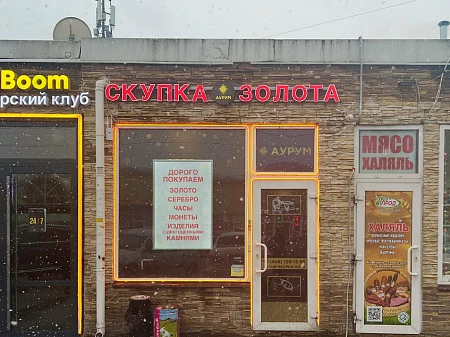 Boom
рский клуб
24/7
СКУПКА АУРУМ ЗОЛОТА
АУРУМ
ДОРОГО
ПОКУПАЕМ
ЗОЛОТО
СЕРЕБРО
ЧАСЫ
МОНЕТЫ
ИЗДЕЛИЯ
С ДРАГОЦЕННЫМИ
КАМНЯМИ
МЯСО
ХАЛЯЛЬ
ХАЛЯЛЬ